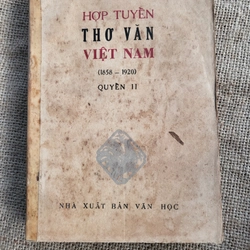 HỢP TUYỂN
THƠ VĂN
VIỆT NAM
(1858 - 1920)
QUYỂN II
NHÀ XUẤT BẢN VĂN HỌC